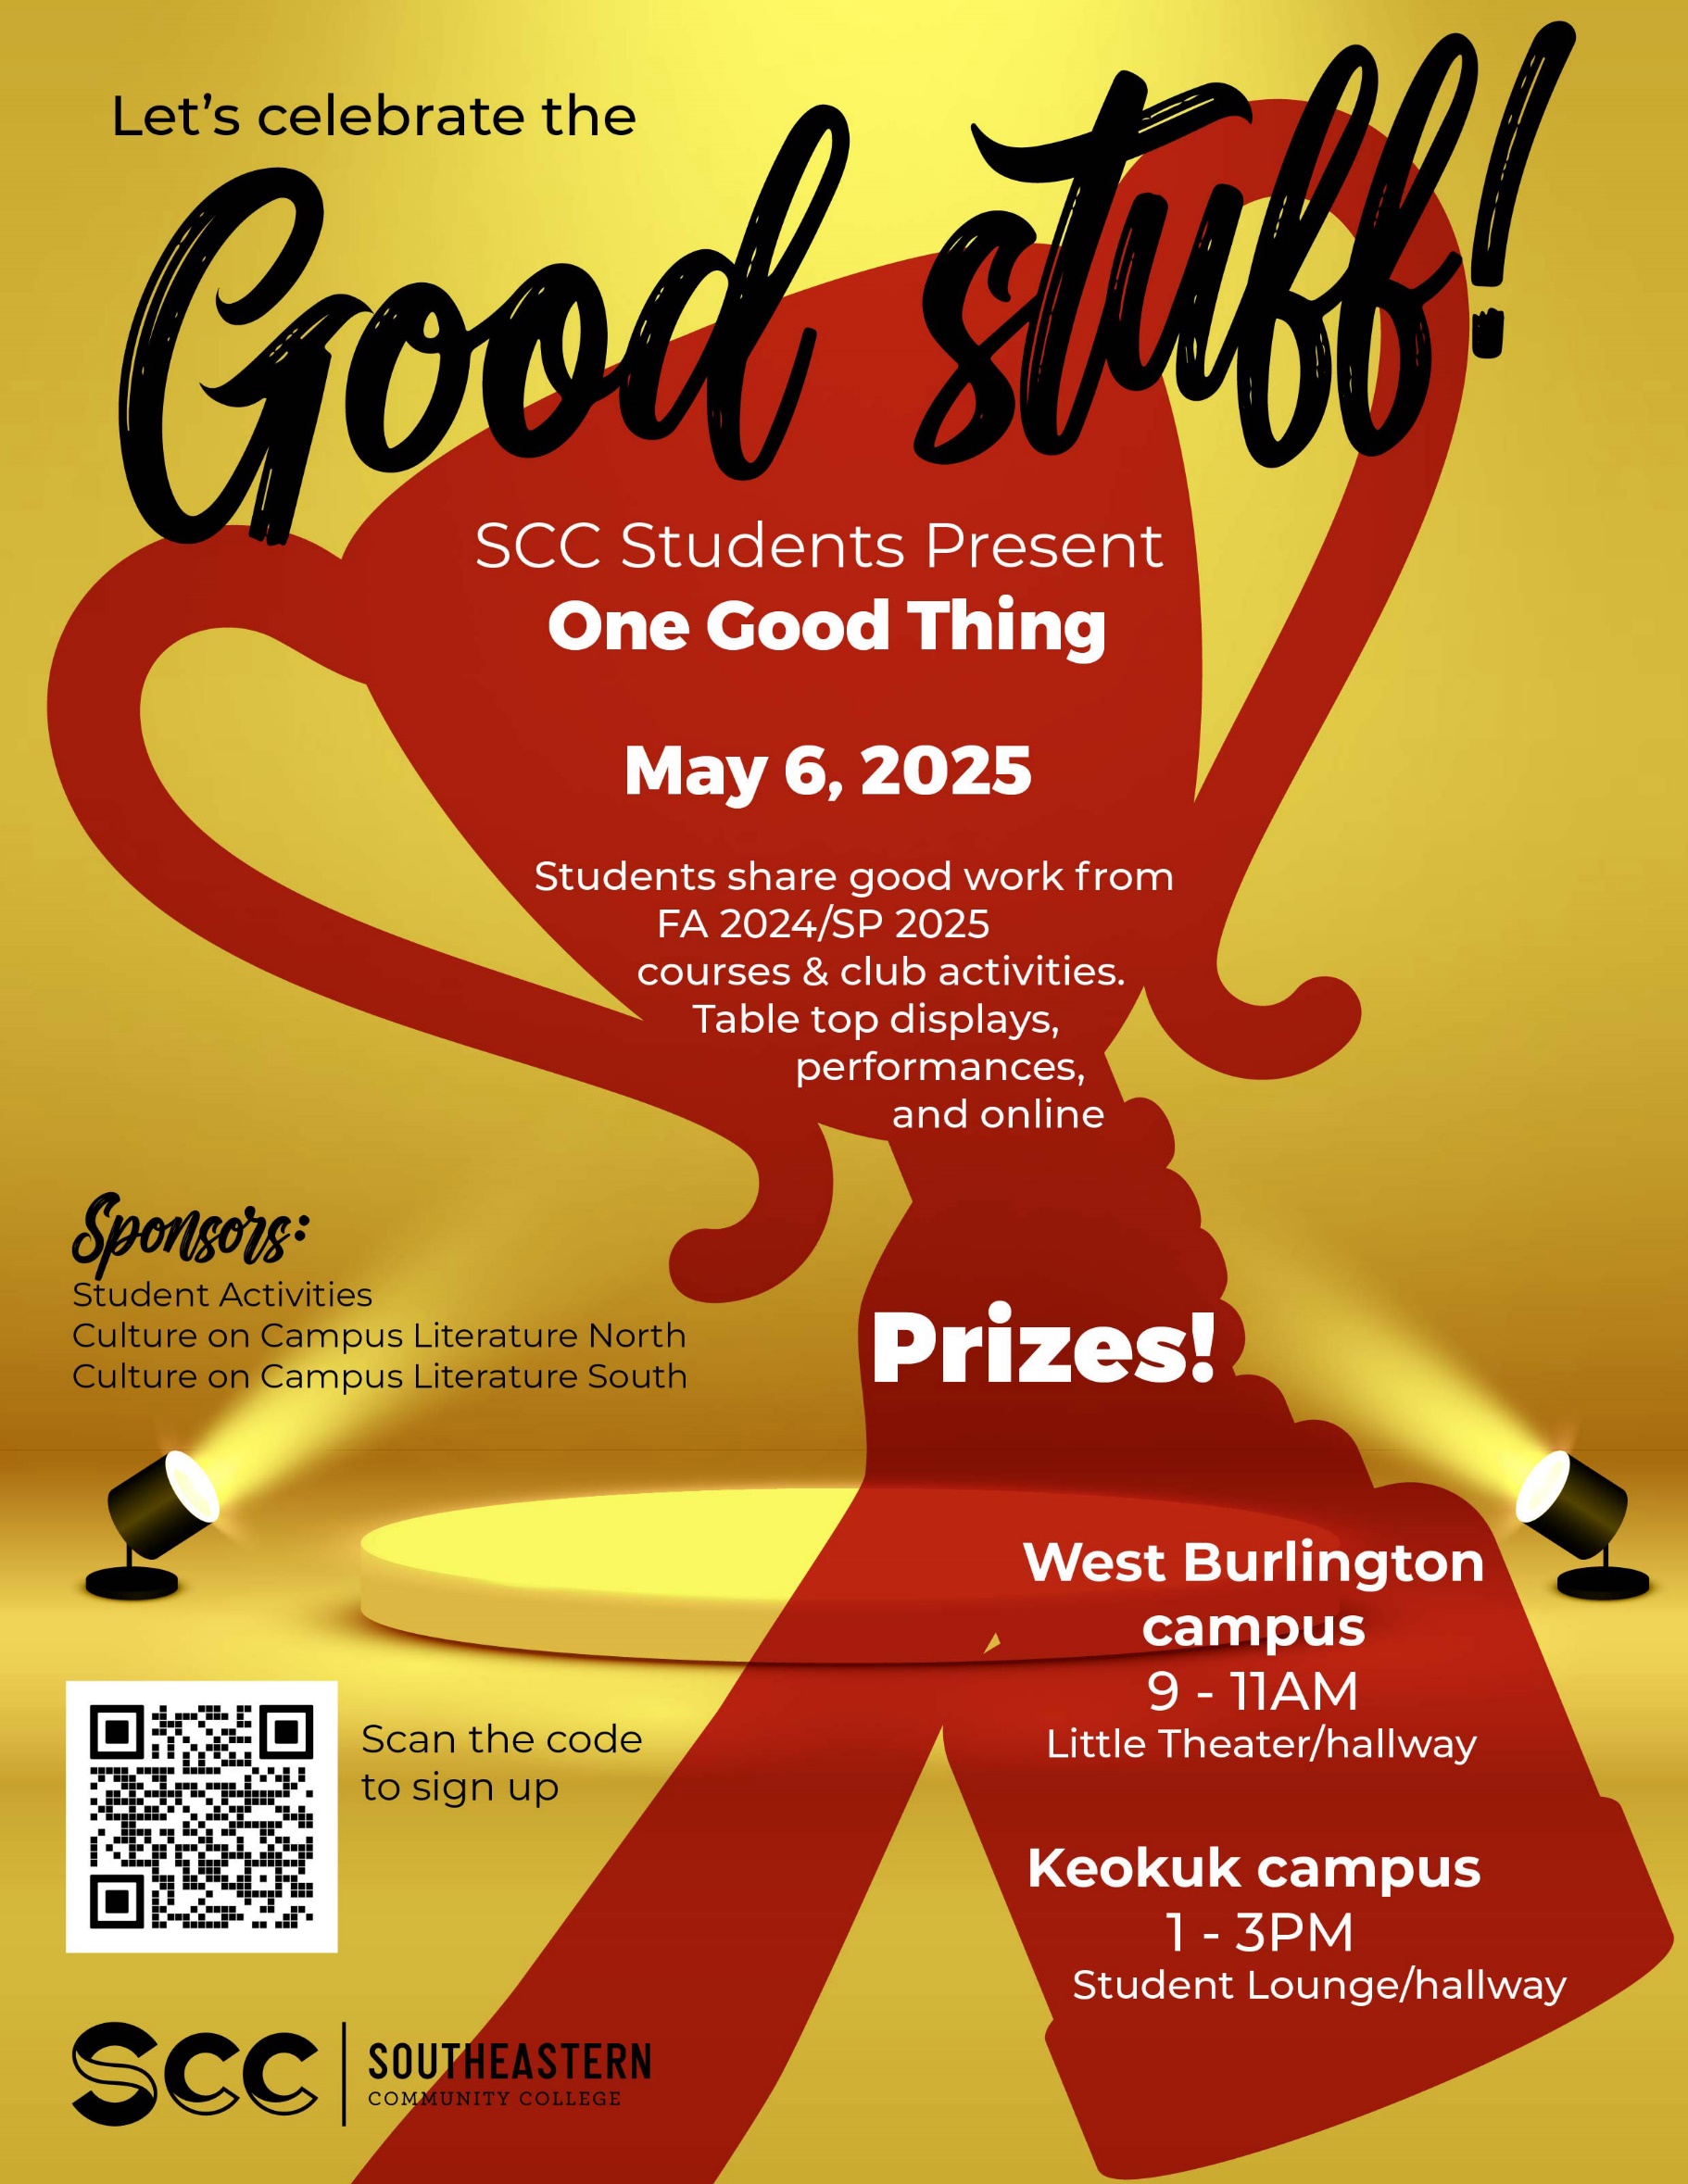 Let’s celebrate the
Good stuff!
SCC Students Present
One Good Thing
May 6, 2025
Students share good work from
FA 2024/SP 2025
courses & club activities.
Table top displays,
performances,
and online
Sponsors:
Student Activities
Culture on Campus Literature North
Culture on Campus Literature South
Prizes!
West Burlington
campus
9 - 11AM
Little Theater/hallway
Keokuk campus
1 - 3PM
Student Lounge/hallway
Scan the code
to sign up
SCC
SOUTHEASTERN
COMMUNITY COLLEGE